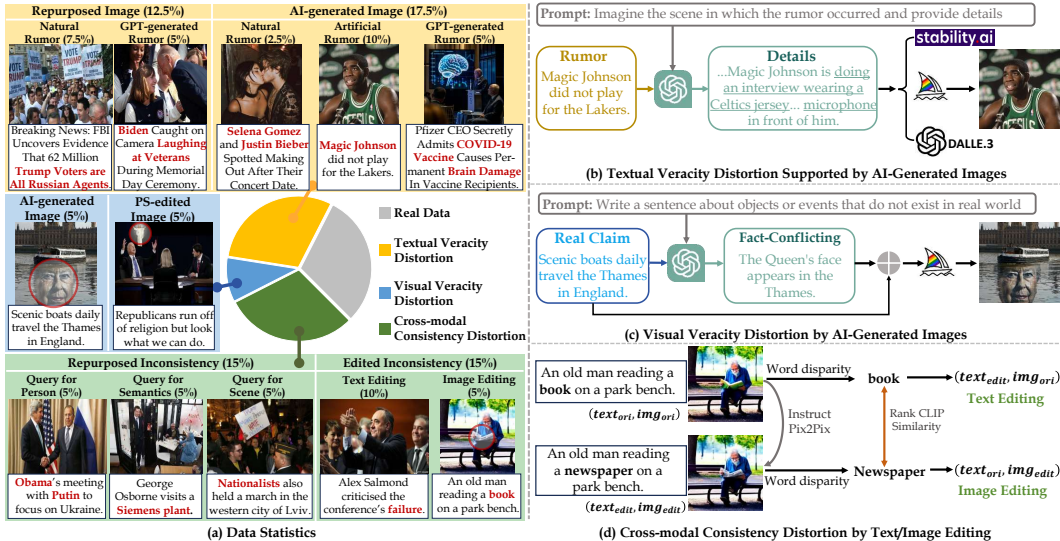 Repurposed Image (12.5%)
Natural
Rumor (7.5%)
GPT-generated
Rumor (5%)
VOTE
TRUMP
VOTE
TRUMP
Breaking News: FBI
Uncovers Evidence
That 62 Million
Trump Voters are
All Russian Agents.
Biden Caught on
Camera Laughing
at Veterans
During Memorial
Day Ceremony.
AI-generated Image (17.5%)
Natural
Rumor (2.5%)
Artificial
Rumor (10%)
GPT-generated
Rumor (5%)
Selena Gomez
and Justin Bieber
Spotted Making
Out After Their
Concert Date.
Magic Johnson
did not play
for the Lakers.
Pfizer CEO Secretly
Admits COVID-19
Vaccine Causes Per-
manent Brain Damage
In Vaccine Recipients.
AI-generated
Image (5%)
PS-edited
Image (5%)
Scenic boats daily
travel the Thames
in England.
Republicans run off
of religion but look
what we can do.
Real Data
Textual Veracity
Distortion
Visual Veracity
Distortion
Cross-modal
Consistency Distortion
Repurposed Inconsistency (15%)
Query for
Person (5%)
Query for
Semantics (5%)
Query for
Scene (5%)
Obama's meeting
with Putin to
focus on Ukraine.
George
Osborne visits a
Siemens plant.
Nationalists also
held a march in the
western city of Lviv.
Edited Inconsistency (15%)
Text Editing
(10%)
Image Editing
(5%)
Alex Salmond
criticised the
conference's failure.
An old man
reading a book
on a park bench.
(a) Data Statistics
Prompt: Imagine the scene in which the rumor occurred and provide details
Rumor
Magic Johnson
did not play
for the Lakers.
Details
...Magic Johnson is doing
an interview wearing a
Celtics jersey... microphone
in front of him.
stability ai
DALLE.3
(b) Textual Veracity Distortion Supported by AI-Generated Images
Prompt: Write a sentence about objects or events that do not exist in real world
Real Claim
Scenic boats daily
travel the Thames
in England.
Fact-Conflicting
The Queen's face
appears in the
Thames.
(c) Visual Veracity Distortion by AI-Generated Images
An old man reading a
book on a park bench.
(text_ori, img_ori)
Word disparity
book
(text_edit, img_ori)
Text Editing
Instruct
Pix2Pix
Rank CLIP
Similarity
An old man reading
a newspaper on a
park bench.
(text_edit, img_edit)
Word disparity
Newspaper
(text_ori, img_edit)
Image Editing
(d) Cross-modal Consistency Distortion by Text/Image Editing